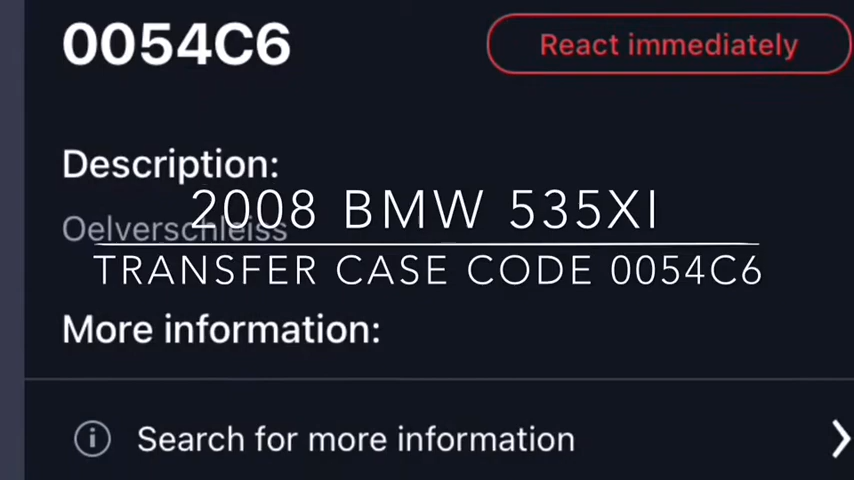 0054C6
React immediately
Description:
2008 BMW 535XI
Oelverschleiss
TRANSFER CASE CODE 0054C6
More information:
Search for more information